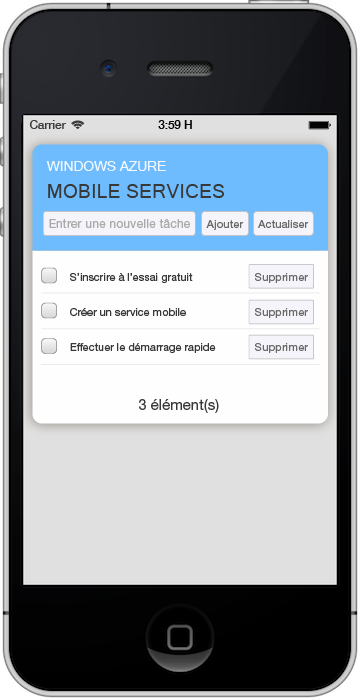 Carrier 3:59 H
WINDOWS AZURE
MOBILE SERVICES
Entrer une nouvelle tâche Ajouter Actualiser
S'inscrire à l'essai gratuit Supprimer
Créer un service mobile Supprimer
Effectuer le démarrage rapide Supprimer
3 élément(s)